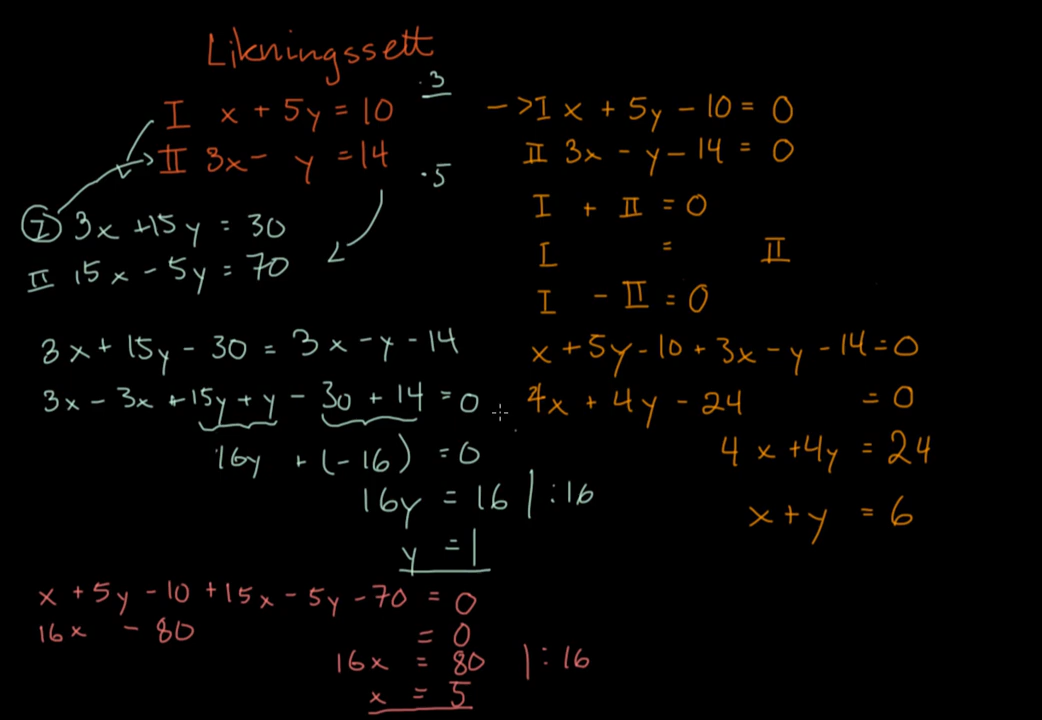 Likningssett
I x + 5y = 10 · 3
II 3x - y = 14 · 5
I 3x + 15y = 30
II 15x - 5y = 70
3x + 15y - 30 = 3x - y - 14
3x - 3x + 15y + y - 30 + 14 = 0
16y + (-16) = 0
16y = 16 | : 16
y = 1
x + 5y - 10 + 15x - 5y - 70 = 0
16x - 80 = 0
16x = 80 | : 16
x = 5
-> I x + 5y - 10 = 0
II 3x - y - 14 = 0
I + II = 0
I = II
I - II = 0
x + 5y - 10 + 3x - y - 14 = 0
4x + 4y - 24 = 0
4x + 4y = 24
x + y = 6